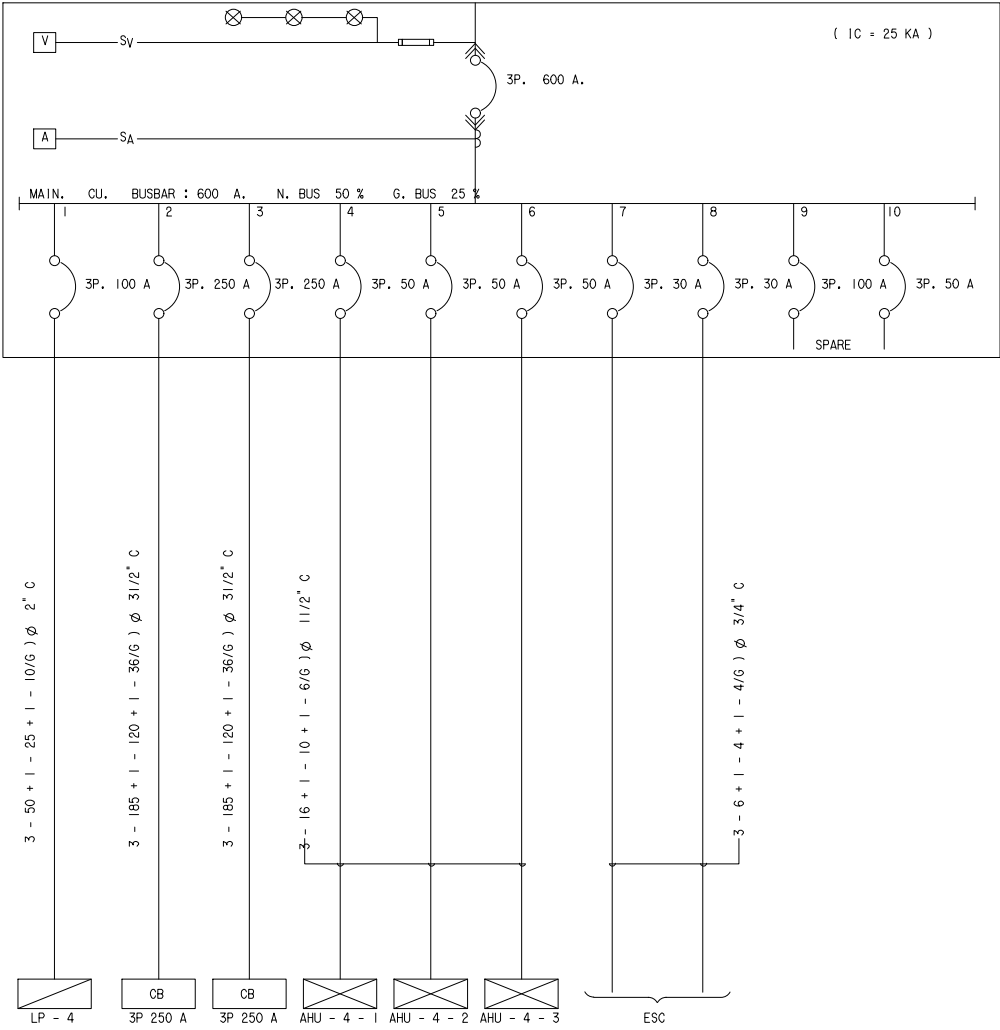 ( IC = 25 KA )
V SV
3P. 600 A.
A SA
MAIN. CU. BUSBAR : 600 A. N. BUS 50 % G. BUS 25 %
1 2 3 4 5 6 7 8 9 10
3P. 100 A 3P. 250 A 3P. 250 A 3P. 50 A 3P. 50 A 3P. 50 A 3P. 30 A 3P. 30 A 3P. 100 A 3P. 50 A
SPARE
3 - 50 + 1 - 25 + 1 - 10/G ) Ø 2" C
3 - 185 + 1 - 120 + 1 - 36/G ) Ø 31/2" C
3 - 185 + 1 - 120 + 1 - 36/G ) Ø 31/2" C
3 - 16 + 1 - 10 + 1 - 6/G ) Ø 11/2" C
3 - 6 + 1 - 4 + 1 - 4/G ) Ø 3/4" C
CB CB
LP - 4 3P 250 A 3P 250 A AHU - 4 - 1 AHU - 4 - 2 AHU - 4 - 3 ESC